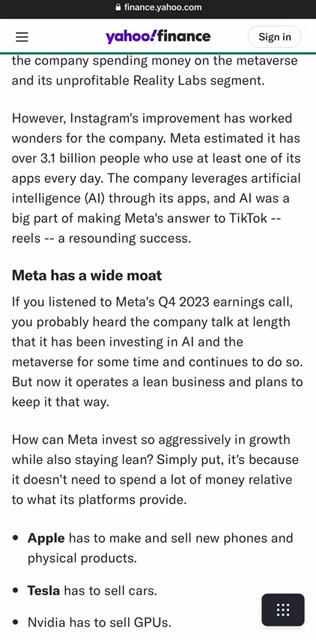 finance.yahoo.com
yahoo!finance
Sign in
the company spending money on the metaverse
and its unprofitable Reality Labs segment.
However, Instagram's improvement has worked
wonders for the company. Meta estimated it has
over 3.1 billion people who use at least one of its
apps every day. The company leverages artificial
intelligence (AI) through its apps, and AI was a
big part of making Meta's answer to TikTok --
reels -- a resounding success.
Meta has a wide moat
If you listened to Meta's Q4 2023 earnings call,
you probably heard the company talk at length
that it has been investing in AI and the
metaverse for some time and continues to do so.
But now it operates a lean business and plans to
keep it that way.
How can Meta invest so aggressively in growth
while also staying lean? Simply put, it's because
it doesn't need to spend a lot of money relative
to what its platforms provide.
• Apple has to make and sell new phones and
physical products.
• Tesla has to sell cars.
• Nvidia has to sell GPUs.